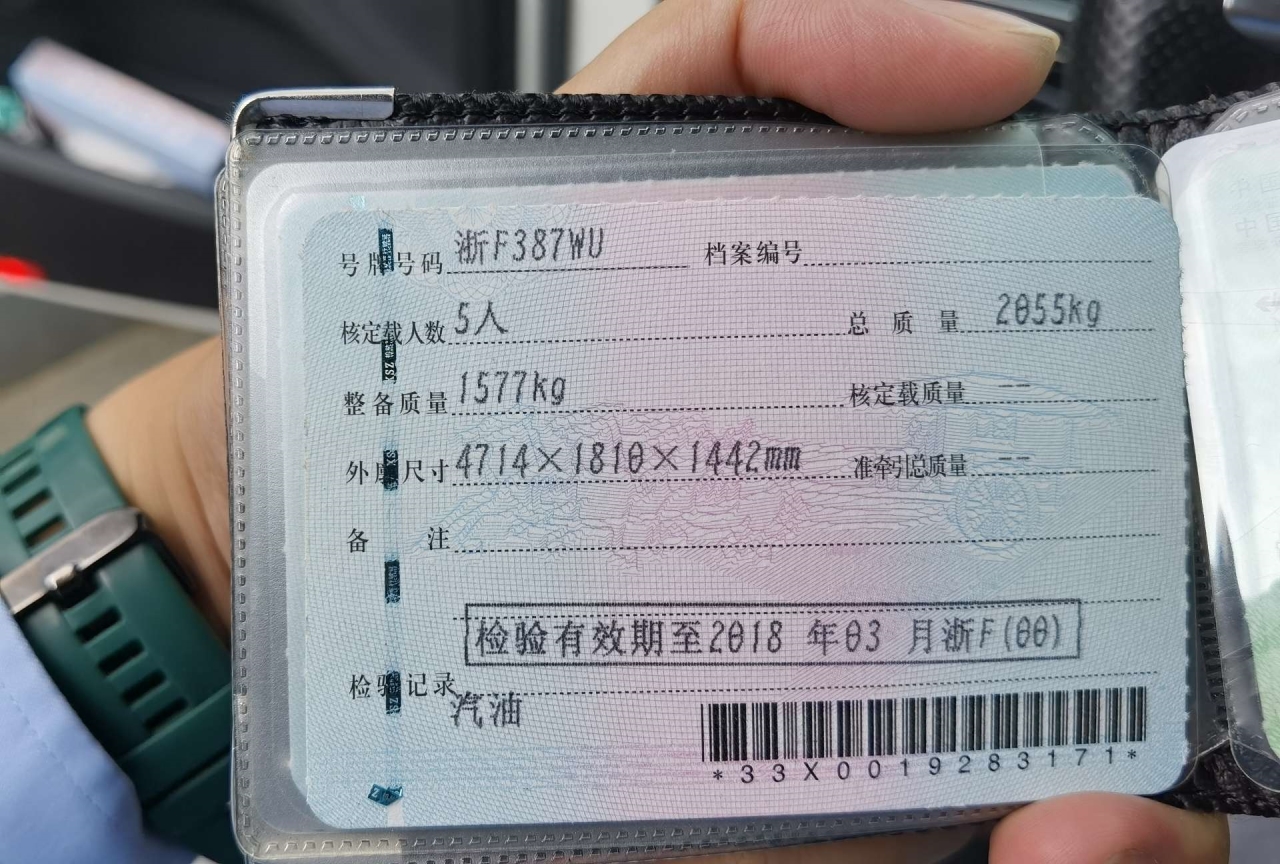 号牌号码 浙F387WU 档案编号
核定载人数 5人 总质量 2055kg
整备质量 1577kg 核定载质量 --
外廓尺寸 4714×1810×1442mm 准牵引总质量 --
备注
检验有效期至2018 年03 月浙F(00)
检验记录
汽油
*33X0019283171*